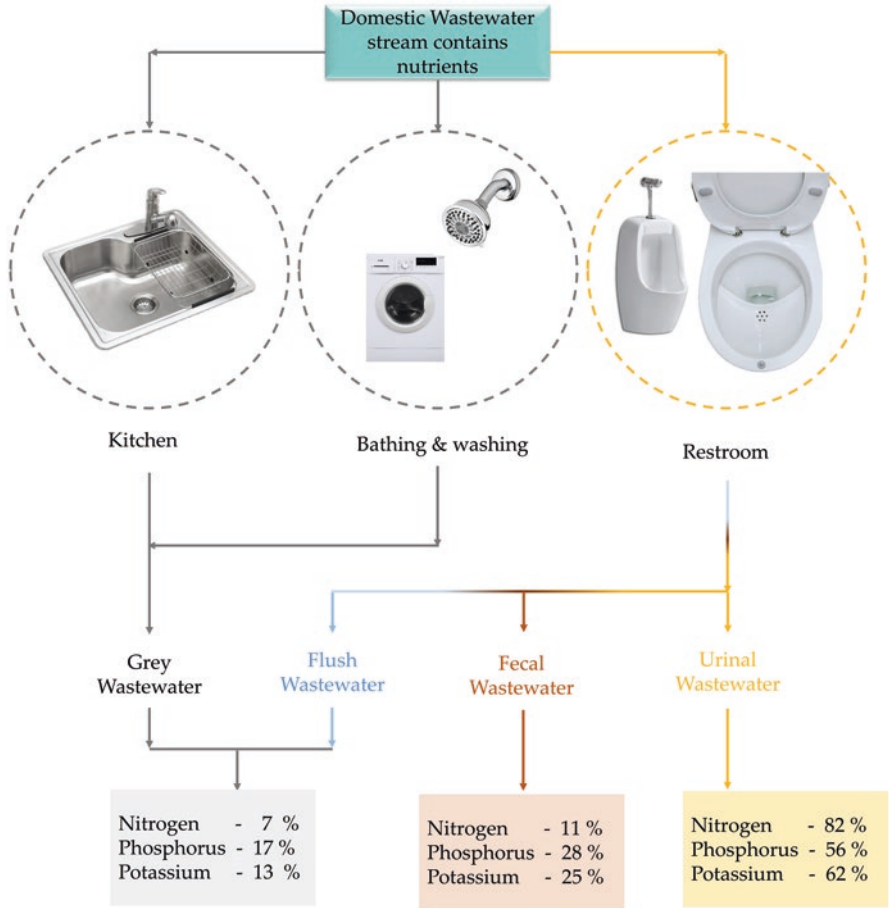 Domestic Wastewater
stream contains
nutrients
Kitchen
Bathing & washing
Restroom
Grey
Wastewater
Flush
Wastewater
Fecal
Wastewater
Urinal
Wastewater
Nitrogen - 7 %
Phosphorus - 17 %
Potassium - 13 %
Nitrogen - 11 %
Phosphorus - 28 %
Potassium - 25 %
Nitrogen - 82 %
Phosphorus - 56 %
Potassium - 62 %